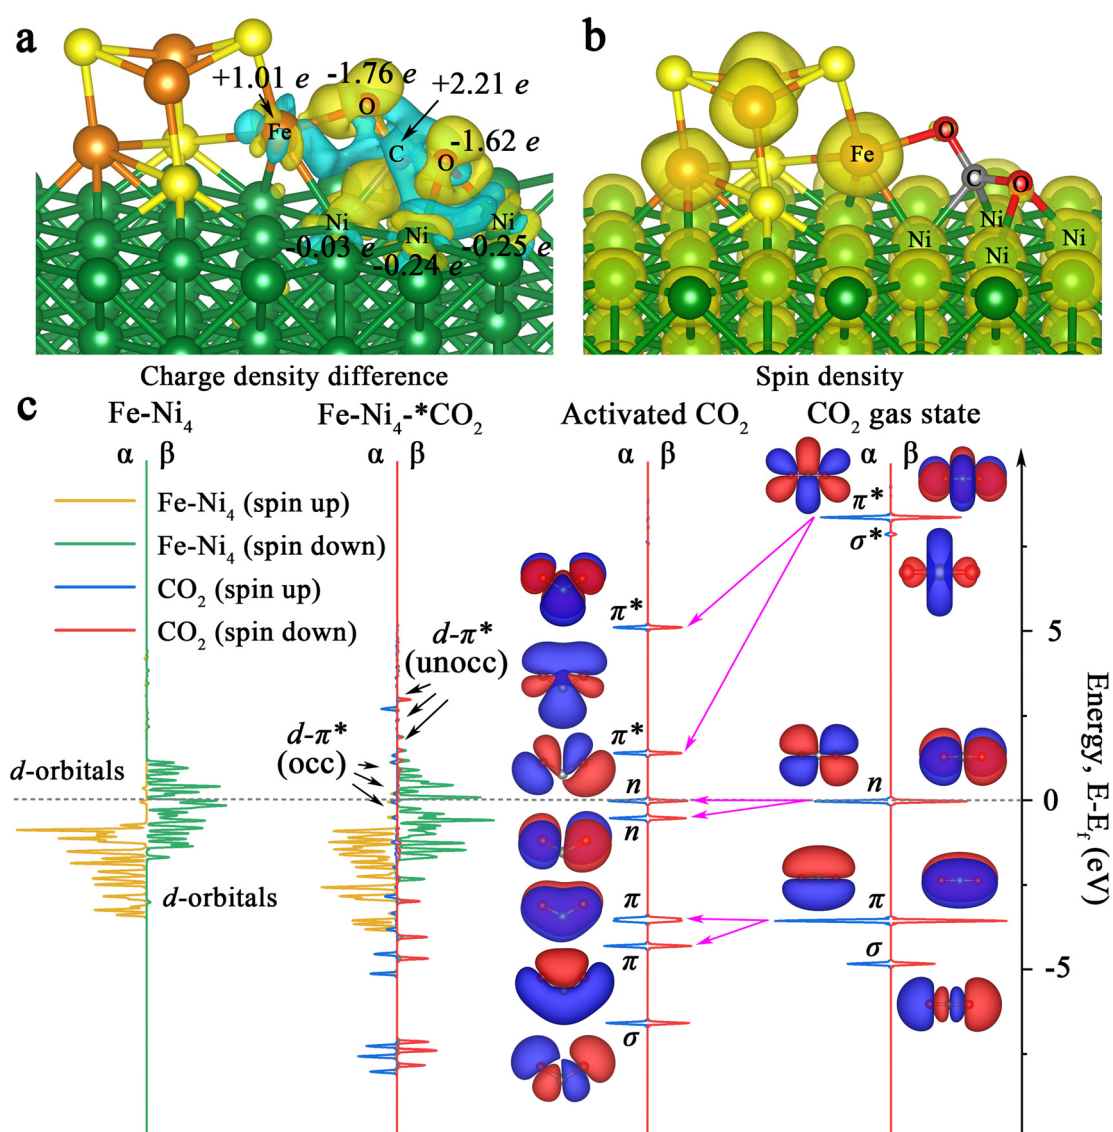 a
+1.01 e
-1.76 e
+2.21 e
O
Fe
C
O
-1.62 e
Ni
Ni
Ni
-0.03 e
-0.24 e
-0.25 e
Charge density difference
b
Fe
O
C
O
Ni
Ni
Ni
Ni
Spin density
c
Fe-Ni₄
Fe-Ni₄-*CO₂
Activated CO₂
CO₂ gas state
α β
α β
α β
α β
Fe-Ni₄ (spin up)
Fe-Ni₄ (spin down)
CO₂ (spin up)
CO₂ (spin down)
d-orbitals
d-orbitals
d-π*
(unocc)
d-π*
(occ)
π*
π*
n
n
π
π
σ
π*
σ*
n
π
σ
5
0
-5
Energy, E-E_f (eV)